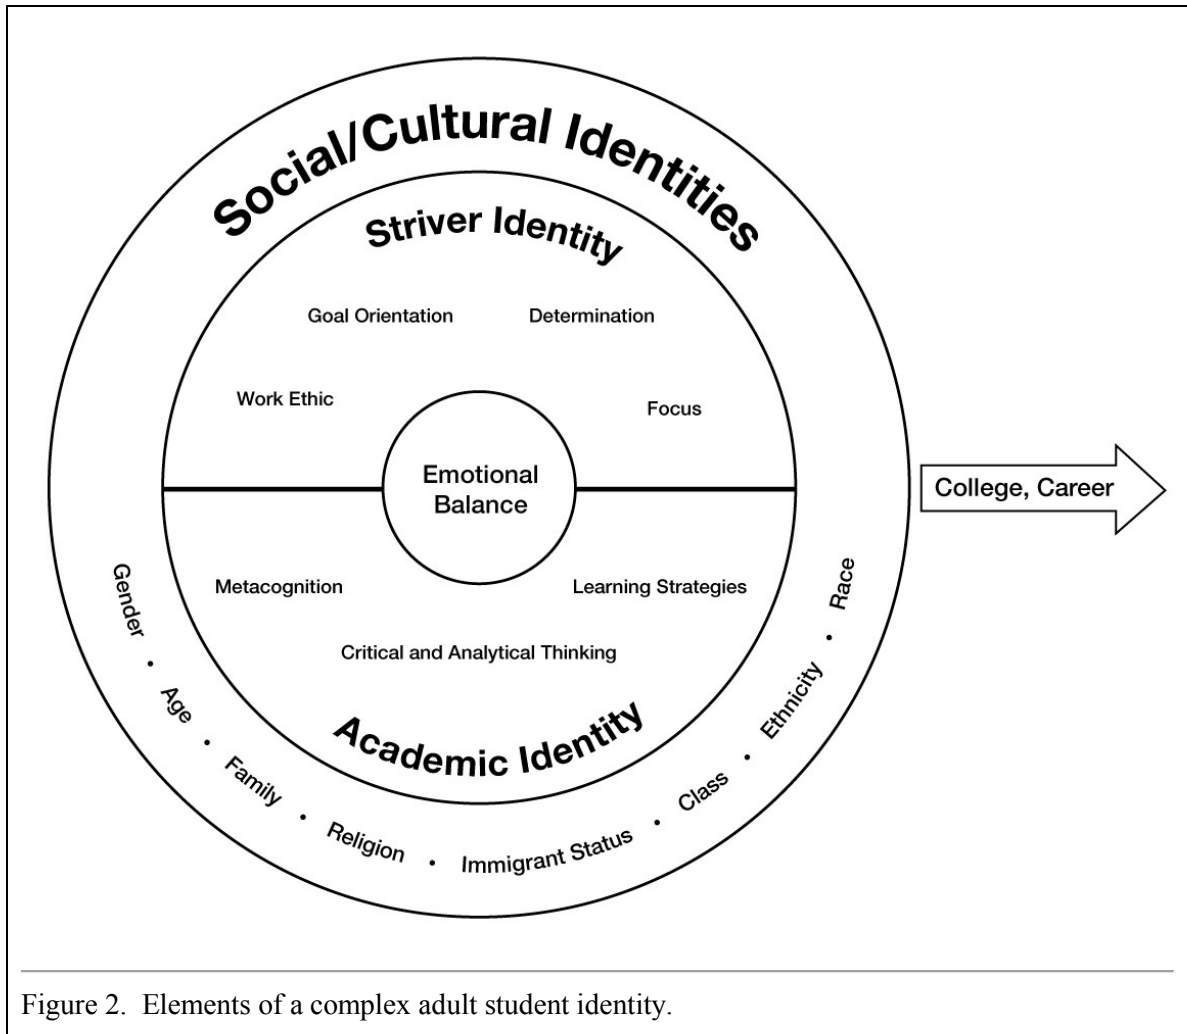 Social/Cultural Identities
Striver Identity
Goal Orientation
Determination
Work Ethic
Focus
Emotional
Balance
College, Career
Metacognition
Learning Strategies
Critical and Analytical Thinking
Academic Identity
Gender • Age • Family • Religion • Immigrant Status • Class • Ethnicity • Race
Figure 2. Elements of a complex adult student identity.